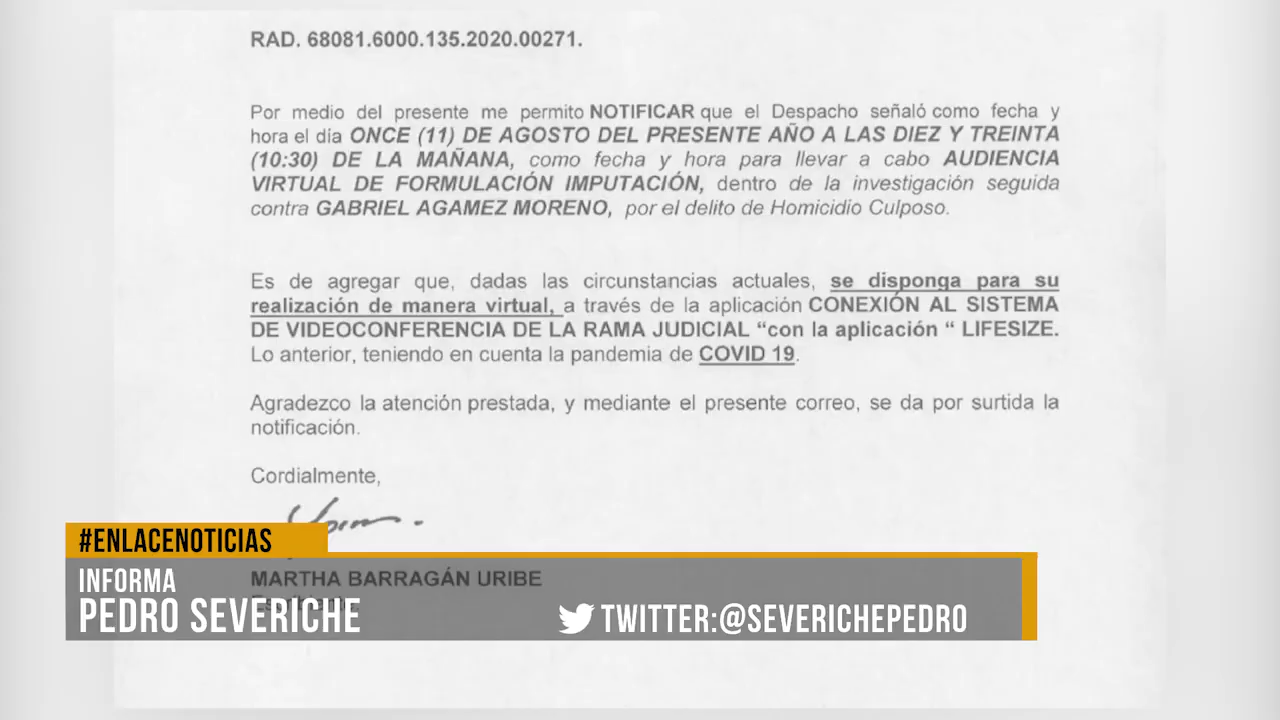 RAD. 68081.6000.135.2020.00271.
Por medio del presente me permito NOTIFICAR que el Despacho señaló como fecha y
hora el día ONCE (11) DE AGOSTO DEL PRESENTE AÑO A LAS DIEZ Y TREINTA
(10:30) DE LA MAÑANA, como fecha y hora para llevar a cabo AUDIENCIA
VIRTUAL DE FORMULACIÓN IMPUTACIÓN, dentro de la investigación seguida
contra GABRIEL AGAMEZ MORENO, por el delito de Homicidio Culposo.
Es de agregar que, dadas las circunstancias actuales, se disponga para su
realización de manera virtual, a través de la aplicación CONEXIÓN AL SISTEMA
DE VIDEOCONFERENCIA DE LA RAMA JUDICIAL “con la aplicación “ LIFESIZE.
Lo anterior, teniendo en cuenta la pandemia de COVID 19.
Agradezco la atención prestada, y mediante el presente correo, se da por surtida la
notificación.
Cordialmente,
#ENLACENOTICIAS
MARTHA BARRAGÁN URIBE
INFORMA
PEDRO SEVERICHE
TWITTER:@SEVERICHEPEDRO